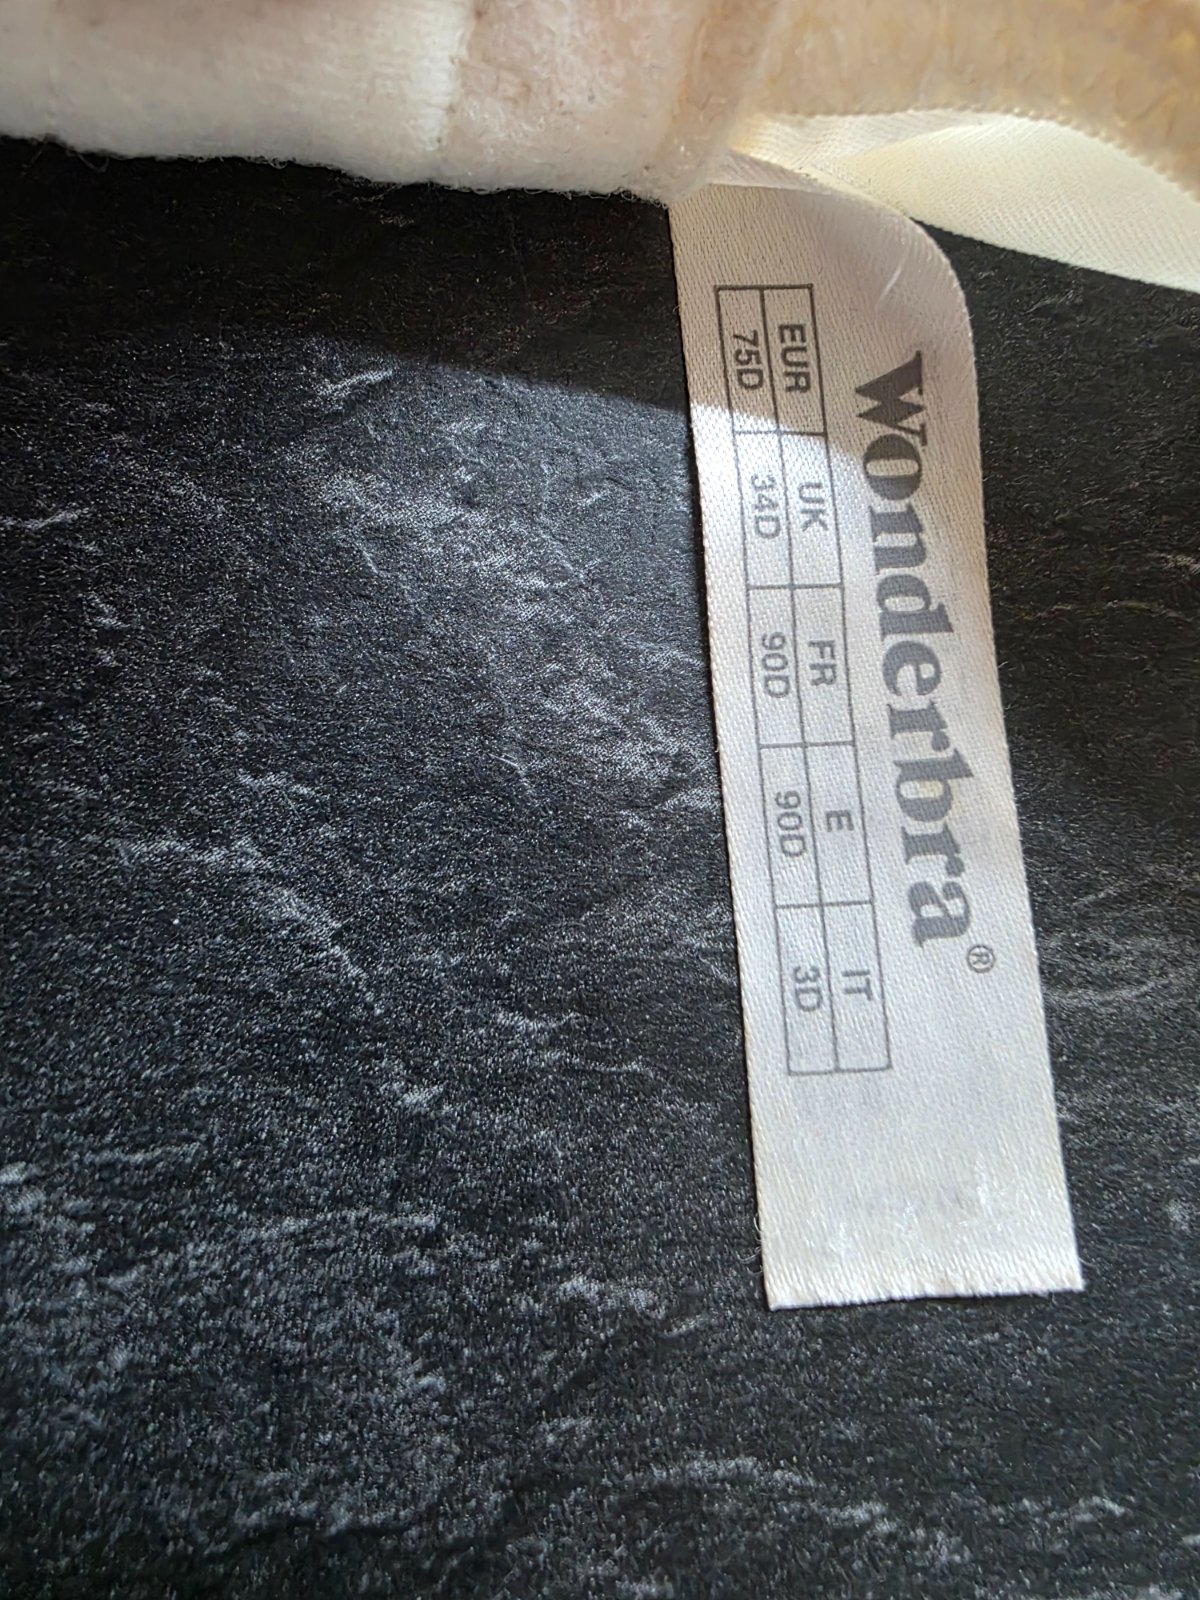 Wonderbra®
EUR UK FR E IT
75D 34D 90D 90D 3D